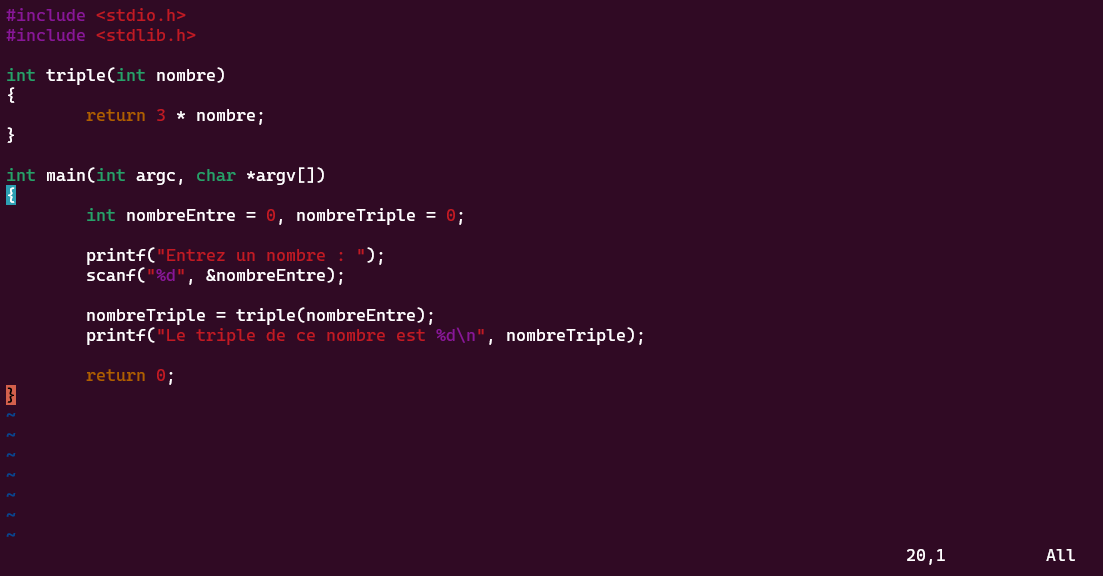 #include <stdio.h>
#include <stdlib.h>

int triple(int nombre)
{
        return 3 * nombre;
}

int main(int argc, char *argv[])
{
        int nombreEntre = 0, nombreTriple = 0;

        printf("Entrez un nombre : ");
        scanf("%d", &nombreEntre);

        nombreTriple = triple(nombreEntre);
        printf("Le triple de ce nombre est %d\n", nombreTriple);

        return 0;
}
~
~
~
~
~
~
~
20,1          All